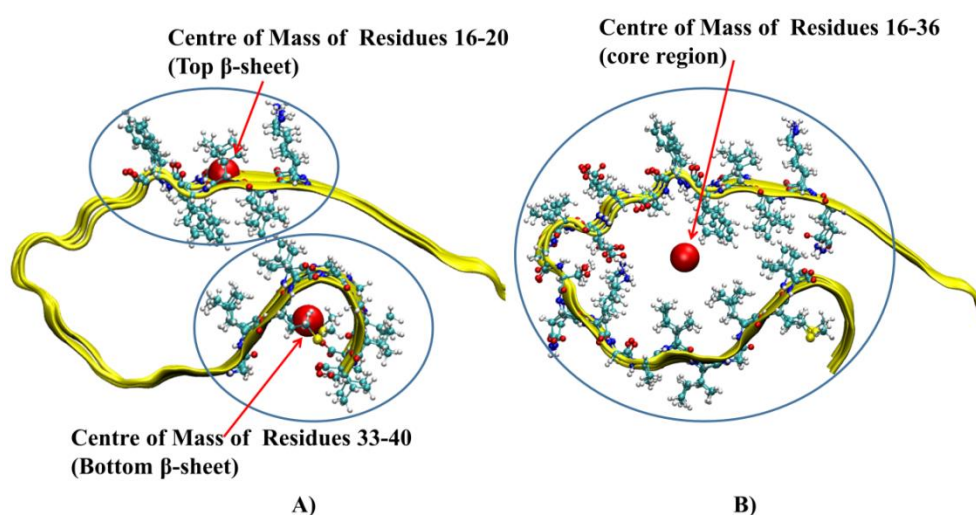 Centre of Mass of Residues 16-20
(Top β-sheet)
Centre of Mass of Residues 16-36
(core region)
Centre of Mass of Residues 33-40
(Bottom β-sheet)
A)
B)